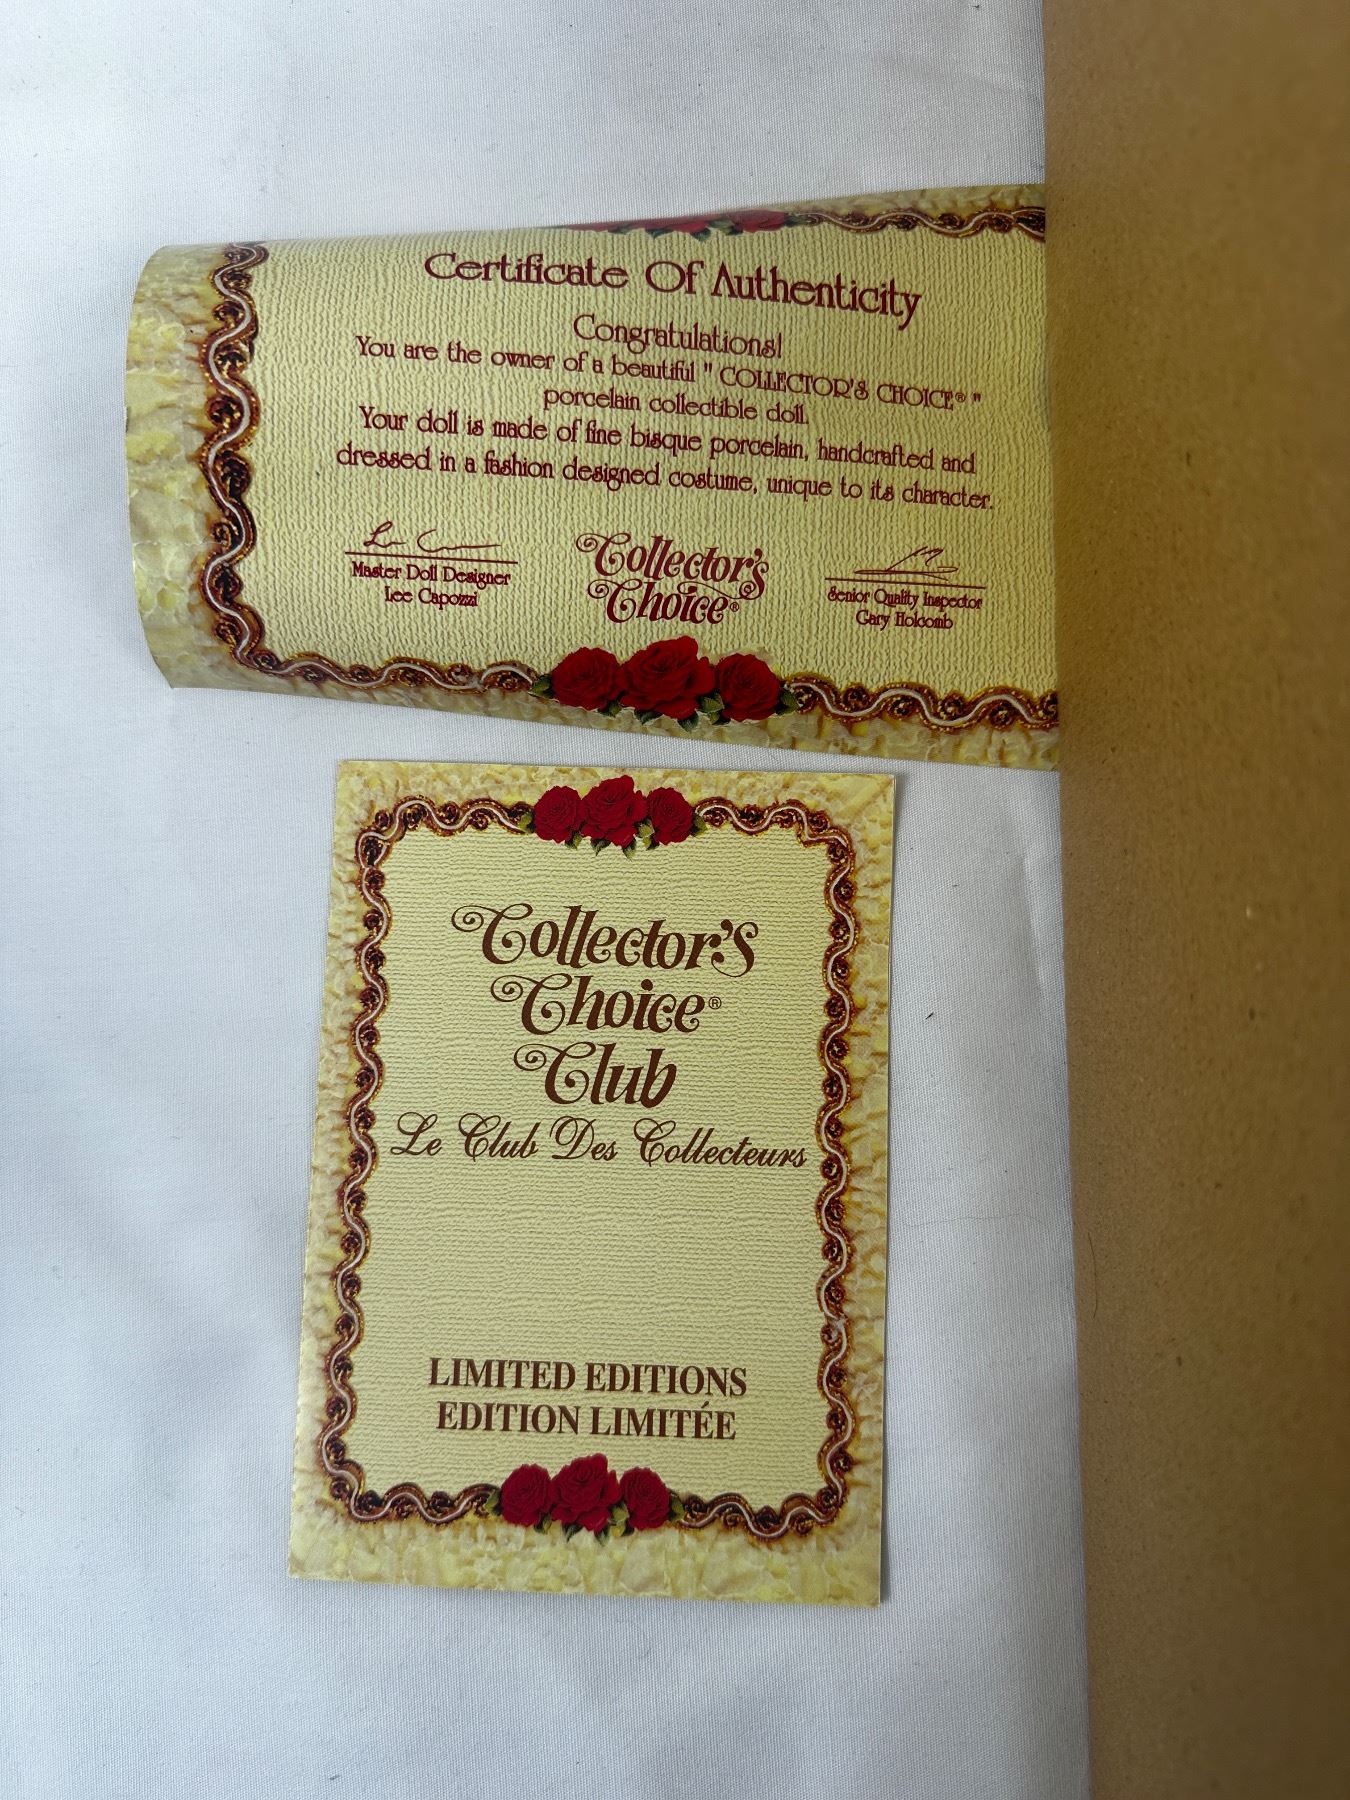 Certificate Of Authenticity
Congratulations!
You are the owner of a beautiful " COLLECTOR'S CHOICE® "
porcelain collectible doll.
Your doll is made of fine bisque porcelain, handcrafted and
dressed in a fashion designed costume, unique to its character.
Master Doll Designer
Lee Capozzi
Collector's
Choice®
Senior Quality Inspector
Gary Holcomb
Collector's
Choice®
Club
Le Club Des Collecteurs
LIMITED EDITIONS
EDITION LIMITÉE